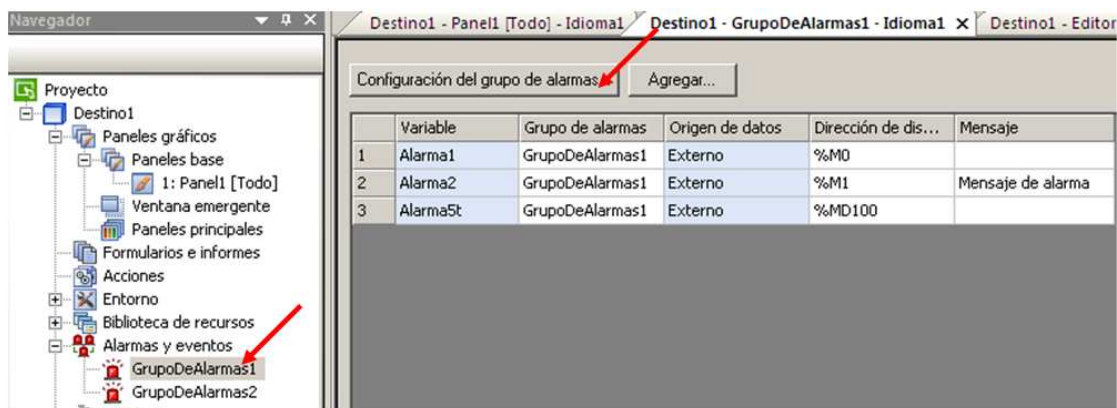 Navegador
Destino1 - Panel1 [Todo] - Idioma1 Destino1 - GrupoDeAlarmas1 - Idioma1 Destino1 - Editor
Proyecto
Destino1
Paneles gráficos
Paneles base
1: Panel1 [Todo]
Ventana emergente
Paneles principales
Formularios e informes
Acciones
Entorno
Biblioteca de recursos
Alarmas y eventos
GrupoDeAlarmas1
GrupoDeAlarmas2
Configuración del grupo de alarmas Agregar...
Variable Grupo de alarmas Origen de datos Dirección de dis... Mensaje
1 Alarma1 GrupoDeAlarmas1 Externo %M0
2 Alarma2 GrupoDeAlarmas1 Externo %M1 Mensaje de alarma
3 Alarma5t GrupoDeAlarmas1 Externo %MD100